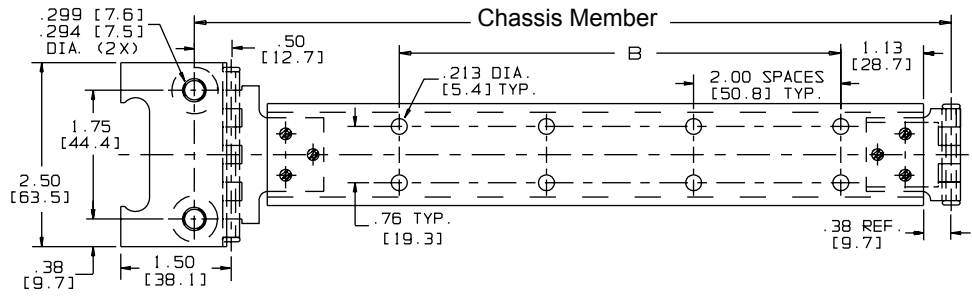 Chassis Member
.299 [7.6]
.294 [7.5]
DIA. (2X)
.50
[12.7]
B
1.13
[28.7]
.213 DIA.
[5.4] TYP.
2.00 SPACES
[50.8] TYP.
1.75
[44.4]
2.50
[63.5]
.76 TYP.
[19.3]
.38 REF.
[9.7]
.38
[9.7]
1.50
[38.1]